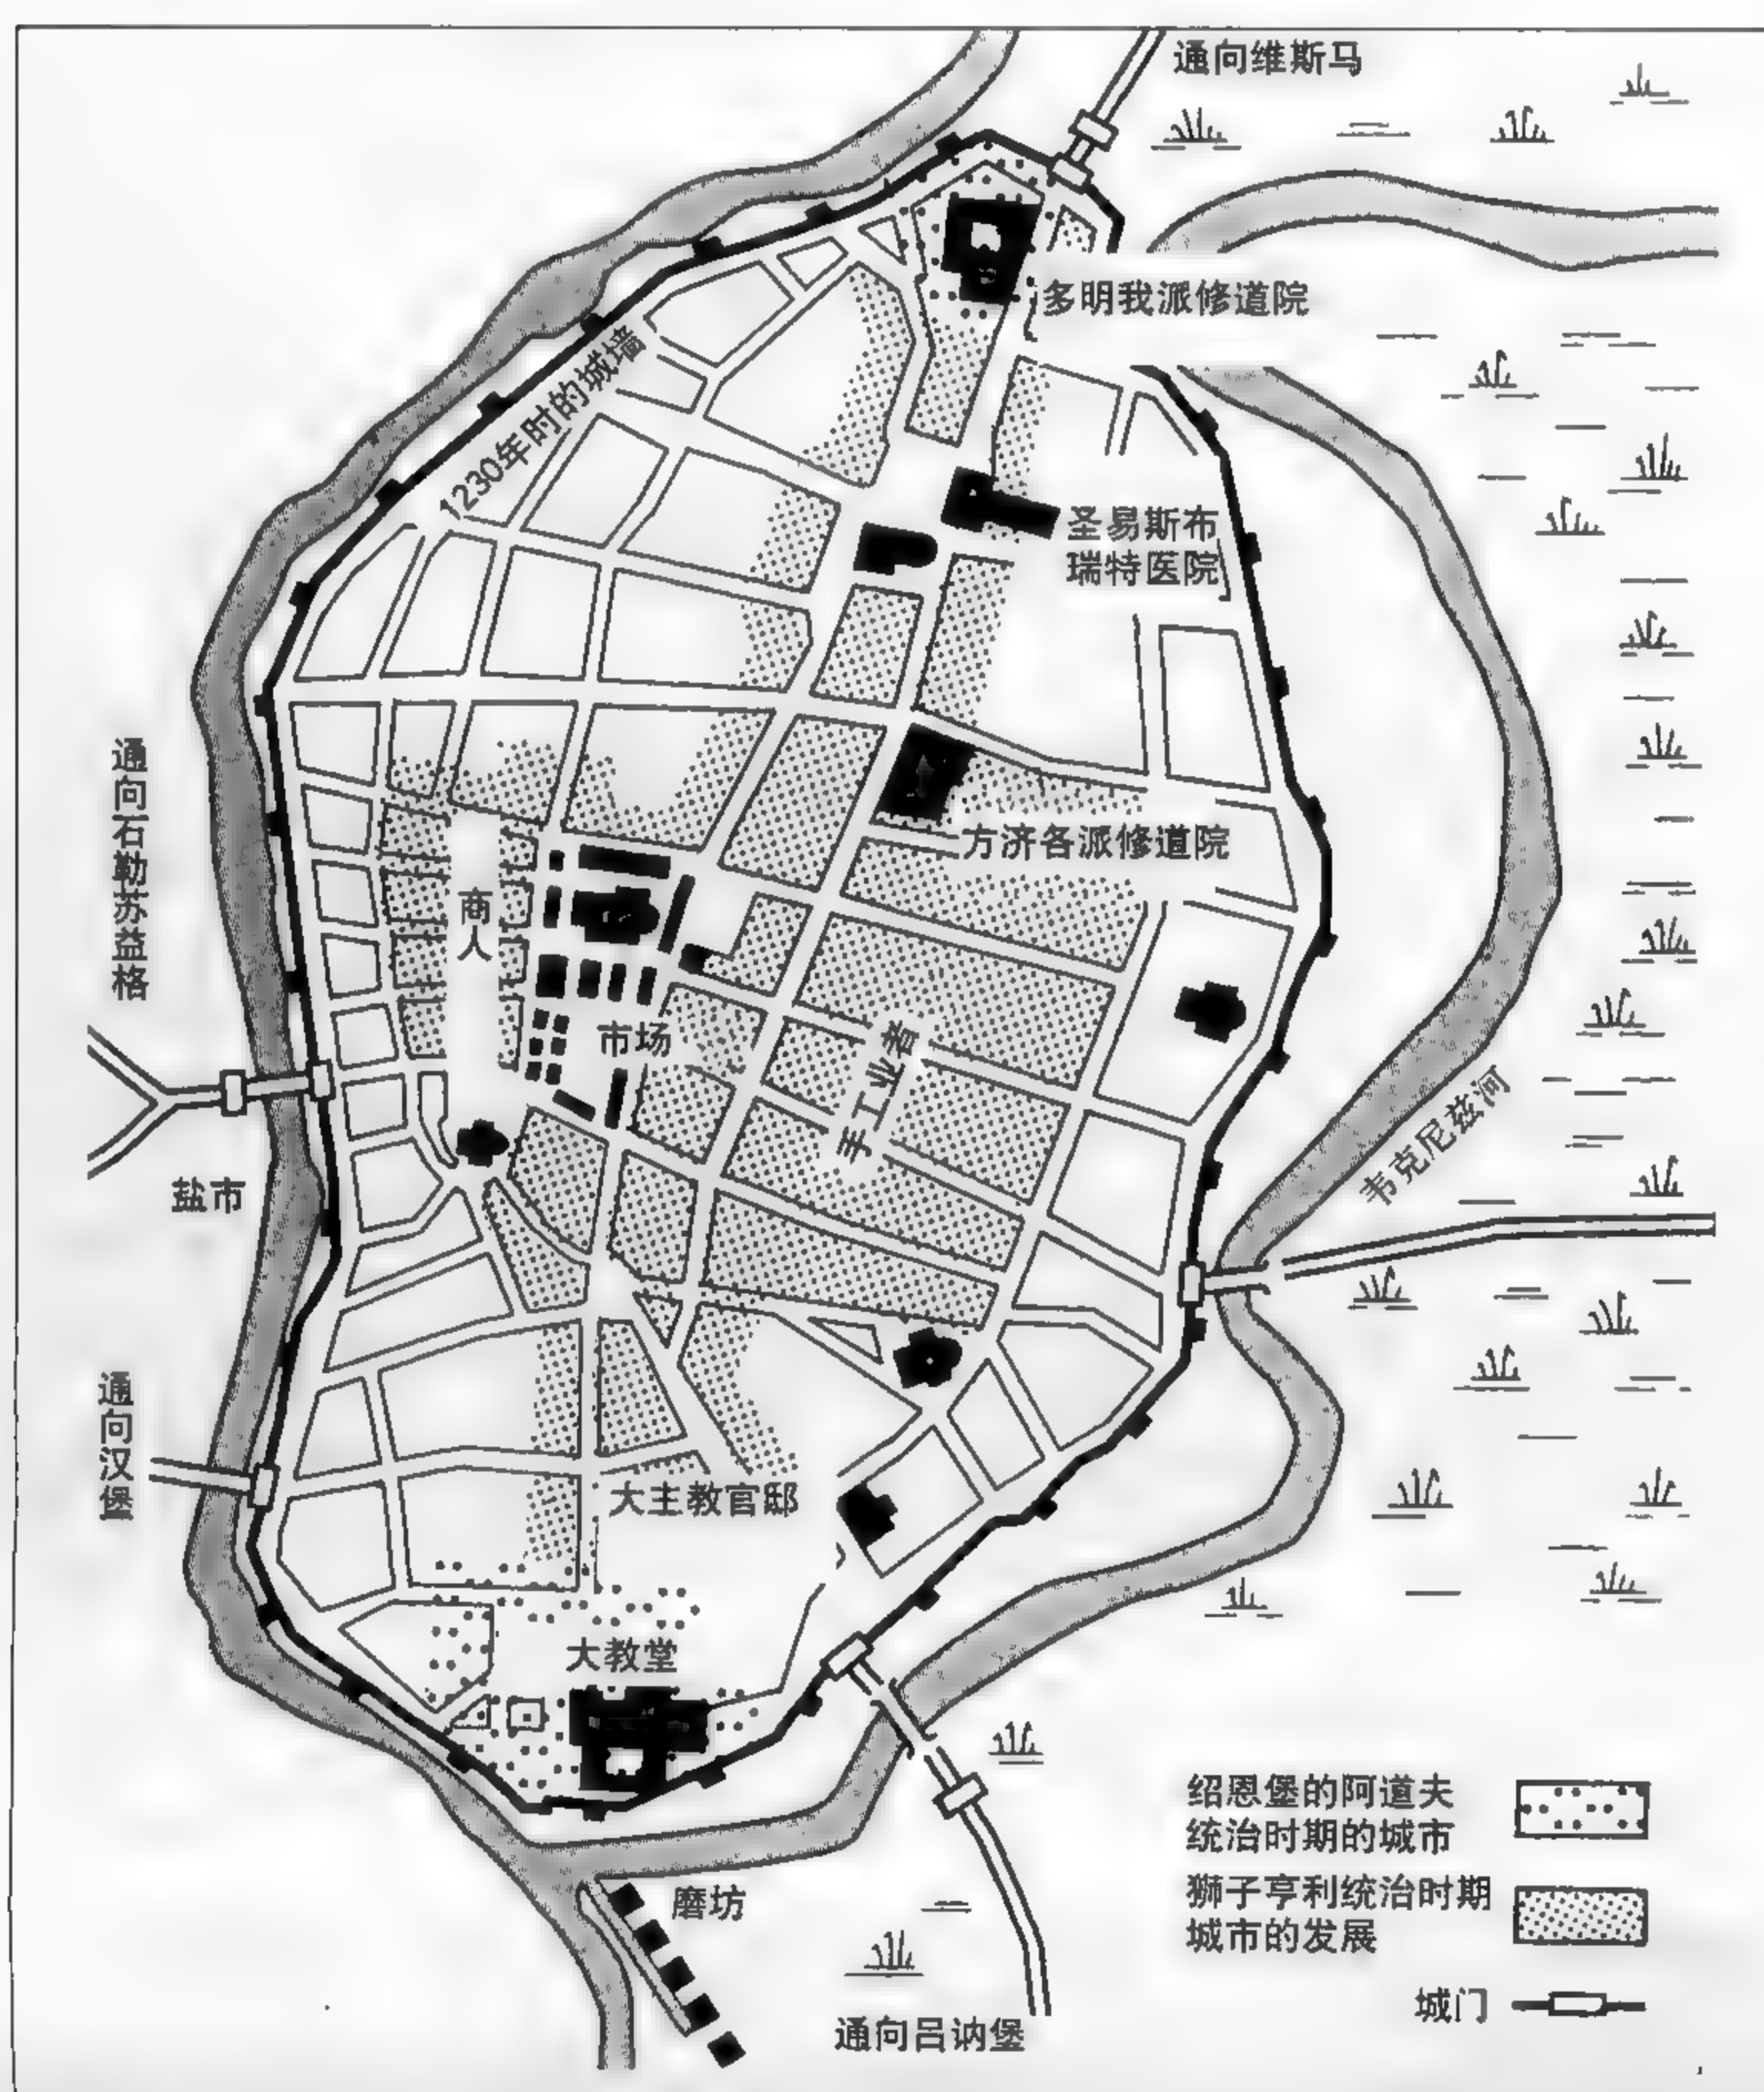 通向维斯马
多明我派修道院
1230年时的城墙
圣易斯布
瑞特医院
通向石勒苏益格
方济各派修道院
商人
市场
手工业者
韦克尼兹河
盐市
通向汉堡
大主教官邸
大教堂
磨坊
通向吕讷堡
绍恩堡的阿道夫
统治时期的城市
狮子亨利统治时期
城市的发展
城门